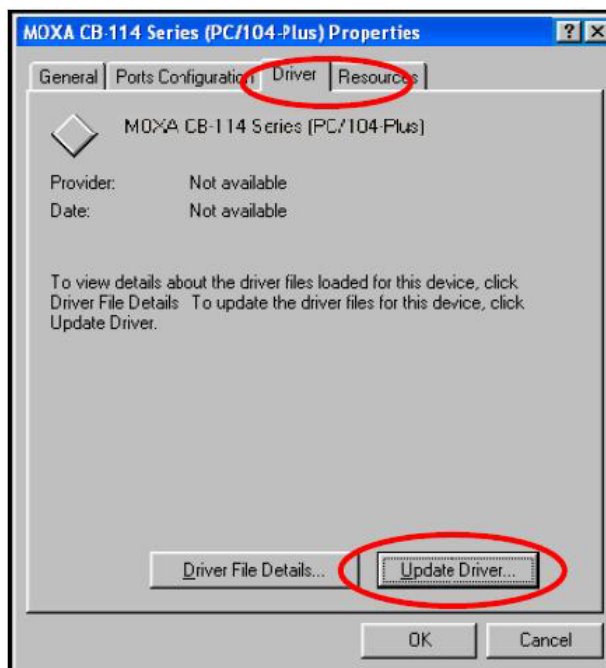 MOXA CB-114 Series (PC/104-Plus) Properties
General Ports Configuration Driver Resources
MOXA CB-114 Series (PC/104-Plus)
Provider: Not available
Date: Not available
To view details about the driver files loaded for this device, click
Driver File Details To update the driver files for this device, click
Update Driver.
Driver File Details... Update Driver...
OK Cancel